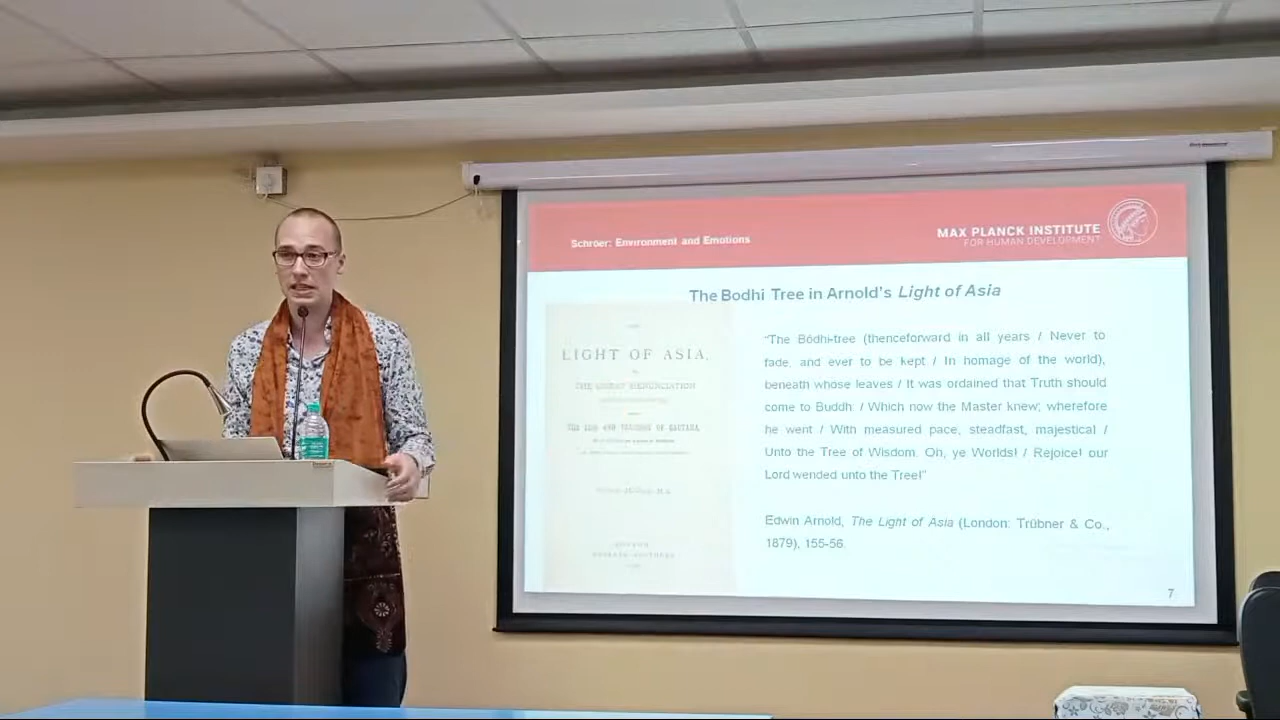 Schröer: Environment and Emotions
MAX PLANCK INSTITUTE
FOR HUMAN DEVELOPMENT
The Bodhi Tree in Arnold's Light of Asia
LIGHT OF ASIA,
THE GREAT RENUNCIATION
THE LIFE AND TEACHING OF GAUTAMA,
"The Bôdhi-tree (thenceforward in all years / Never to
fade, and ever to be kept / In homage of the world),
beneath whose leaves / It was ordained that Truth should
come to Buddh: / Which now the Master knew; wherefore
he went / With measured pace, steadfast, majestical /
Unto the Tree of Wisdom. Oh, ye Worlds! / Rejoice! our
Lord wended unto the Tree!"
Edwin Arnold, The Light of Asia (London: Trübner & Co.,
1879), 155-56.
7